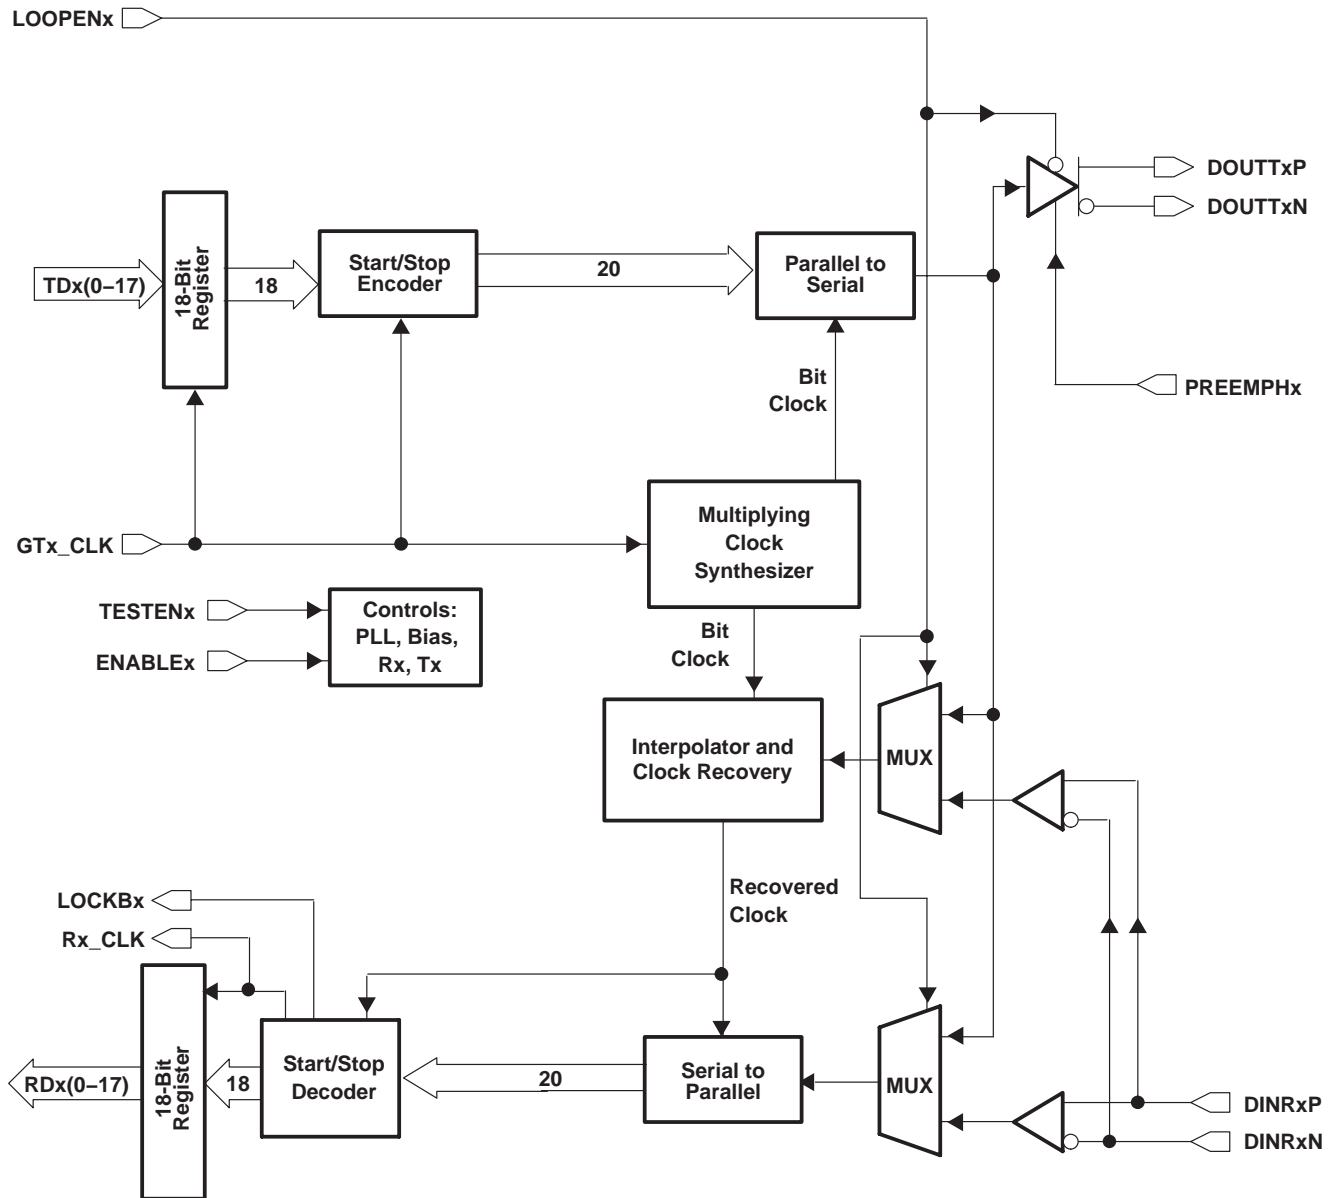 LOOPENx
DOUTTxP
DOUTTxN
TDx(0–17)
18-Bit
Register
18
Start/Stop
Encoder
20
Parallel to
Serial
Bit
Clock
PREEMPHx
GTx_CLK
Multiplying
Clock
Synthesizer
TESTENx
ENABLEx
Controls:
PLL, Bias,
Rx, Tx
Bit
Clock
Interpolator and
Clock Recovery
MUX
LOCKBx
Rx_CLK
Recovered
Clock
RDx(0–17)
18-Bit
Register
18
Start/Stop
Decoder
20
Serial to
Parallel
MUX
DINRxP
DINRxN